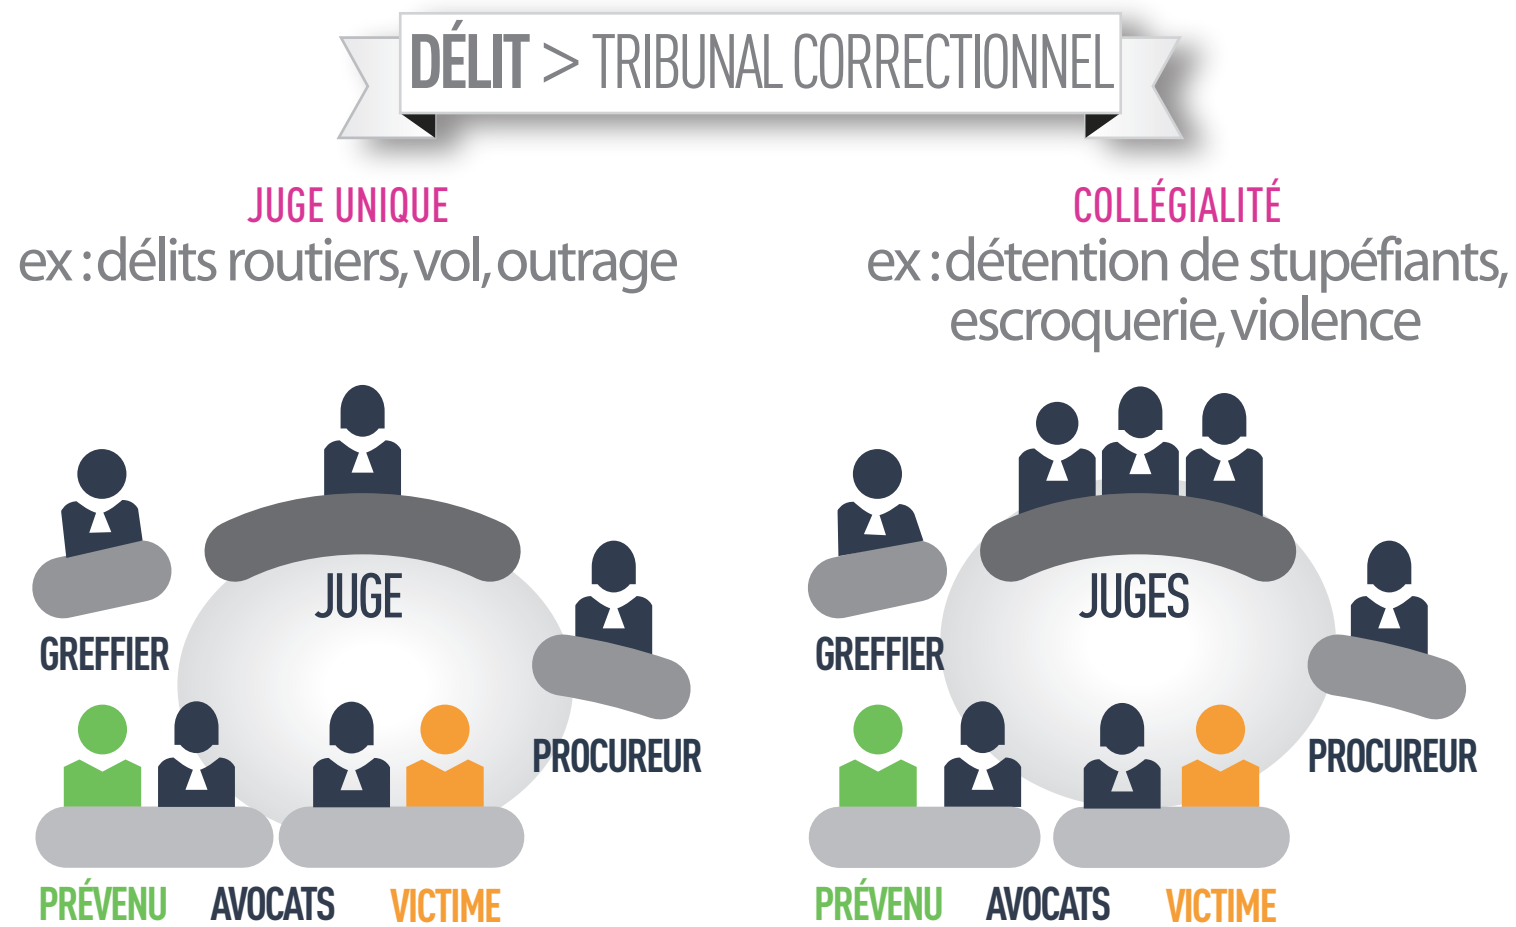 DÉLIT > TRIBUNAL CORRECTIONNEL
JUGE UNIQUE
ex : délits routiers, vol, outrage
JUGE
GREFFIER
PROCUREUR
PRÉVENU AVOCATS VICTIME
COLLÉGIALITÉ
ex : détention de stupéfiants,
escroquerie, violence
JUGES
GREFFIER
PROCUREUR
PRÉVENU AVOCATS VICTIME